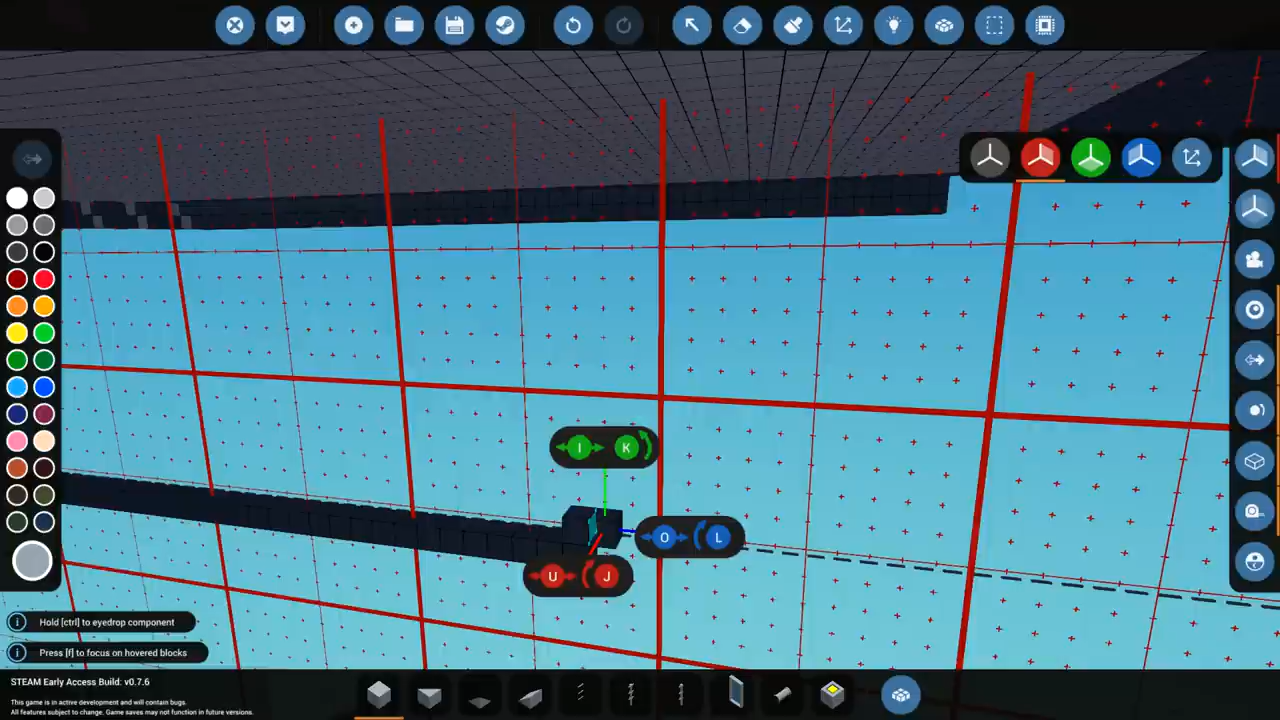 I K
O L
U J
Hold [ctrl] to eyedrop component
Press [f] to focus on hovered blocks
STEAM Early Access Build: v0.7.6
This game is in active development and will contain bugs.
All features subject to change. Game saves may not function in future versions.